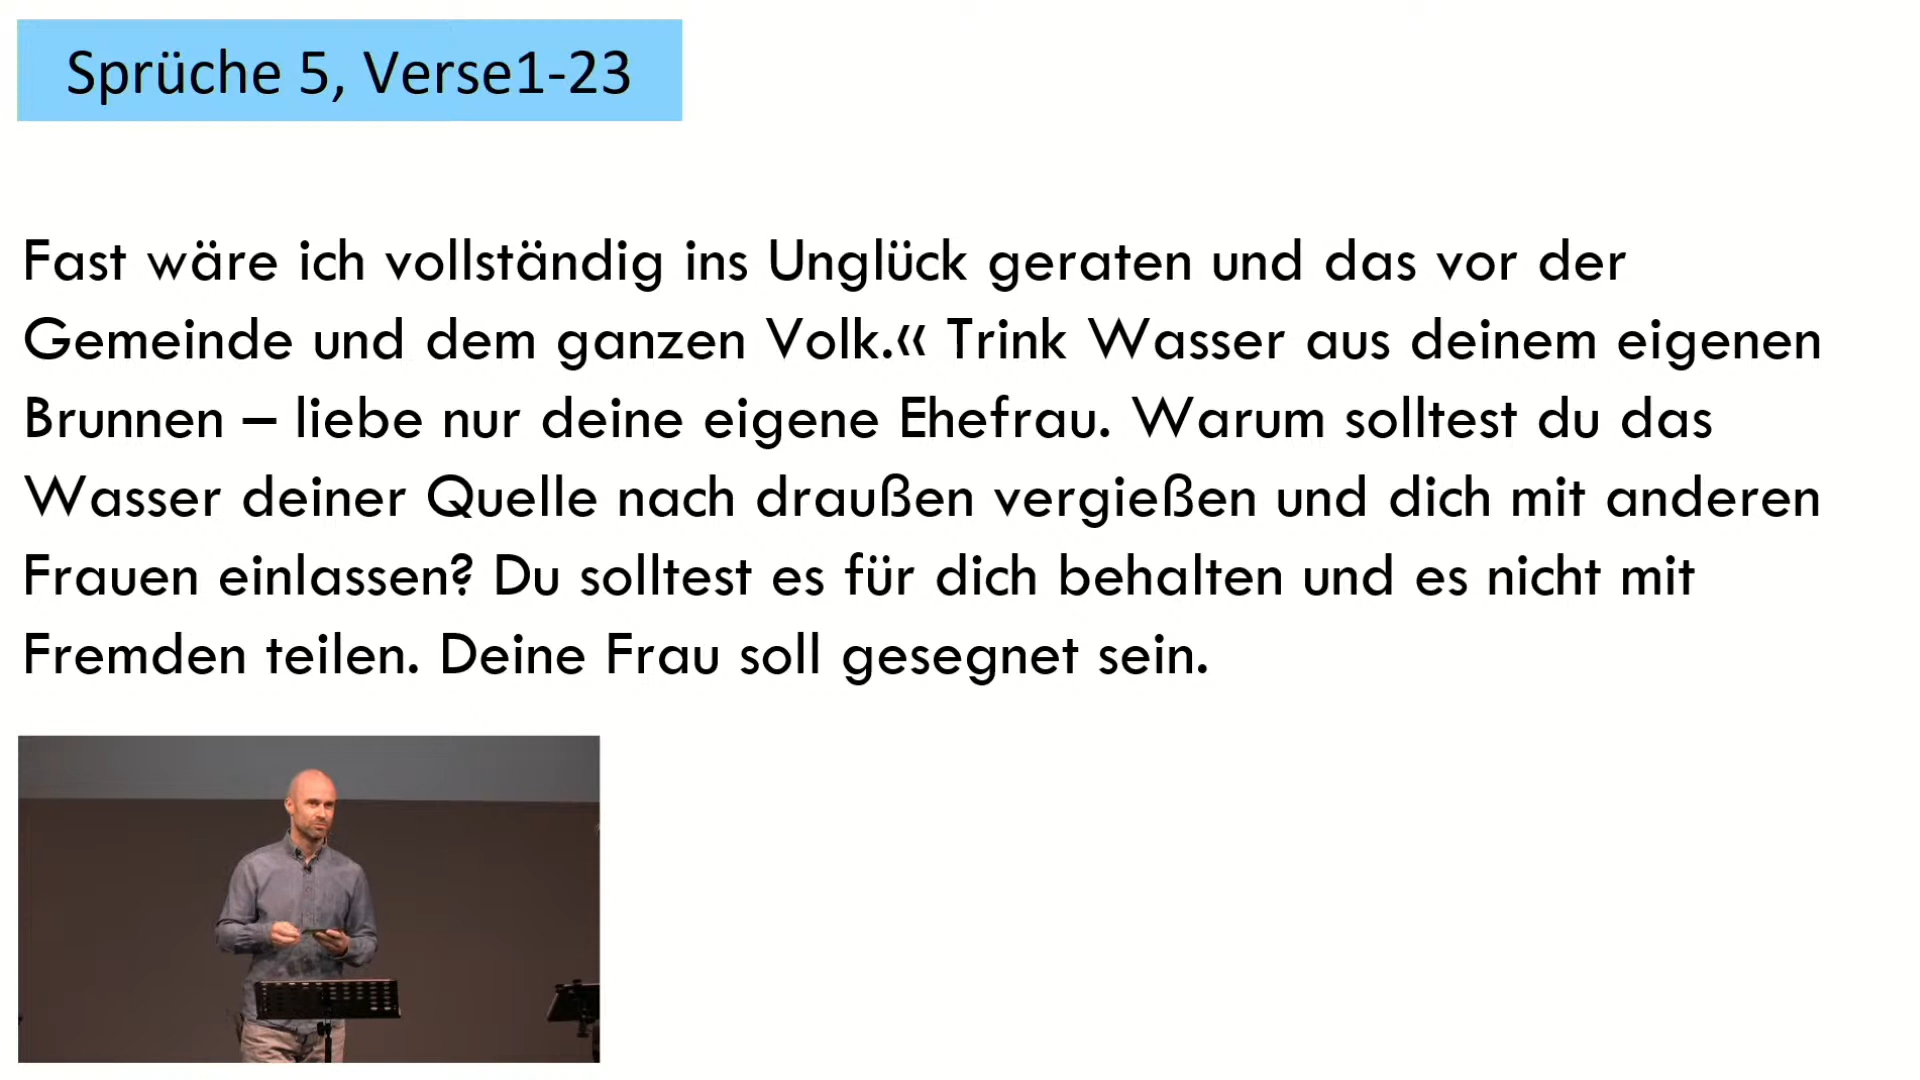 Sprüche 5, Verse1-23
Fast wäre ich vollständig ins Unglück geraten und das vor der
Gemeinde und dem ganzen Volk.« Trink Wasser aus deinem eigenen
Brunnen – liebe nur deine eigene Ehefrau. Warum solltest du das
Wasser deiner Quelle nach draußen vergießen und dich mit anderen
Frauen einlassen? Du solltest es für dich behalten und es nicht mit
Fremden teilen. Deine Frau soll gesegnet sein.